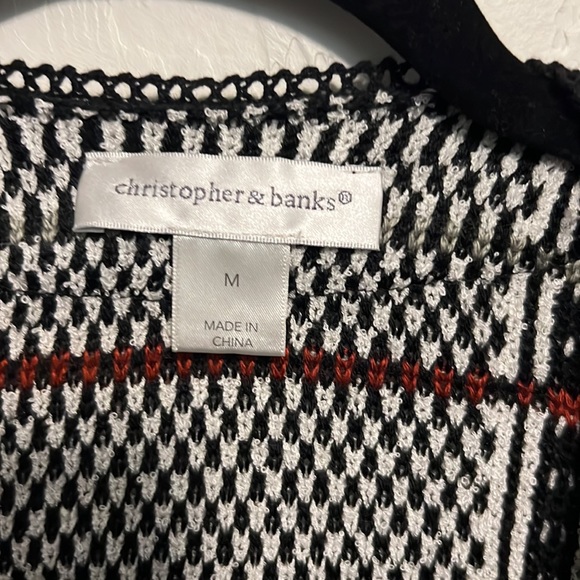 christopher & banks®
M
MADE IN
CHINA